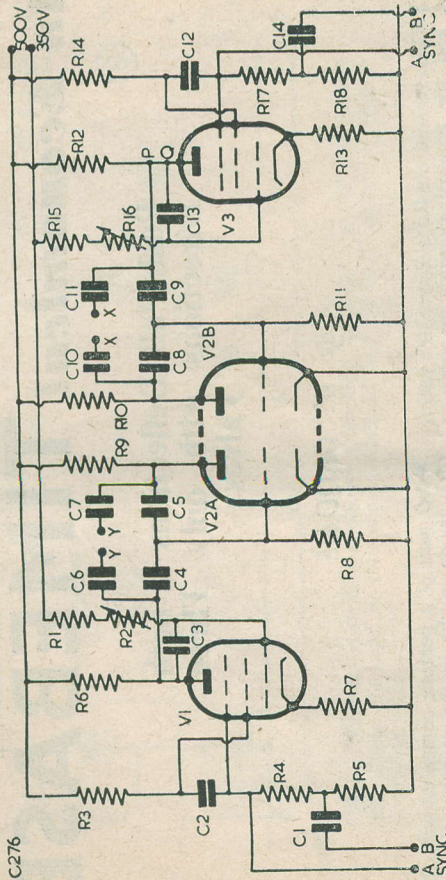 C276
500V
350V
R3
R6
R1
R2
C6
Y
Y
C7
R9
R10
C10
X
X
C11
R15
R16
R12
R14
C3
C4
C5
C8
C9
C13
P
Q
C12
V1
V2A
V2B
V3
C2
R4
R5
C1
R7
R8
R11
R13
R17
R18
C14
A
B
SYNC
A
B
SYNC